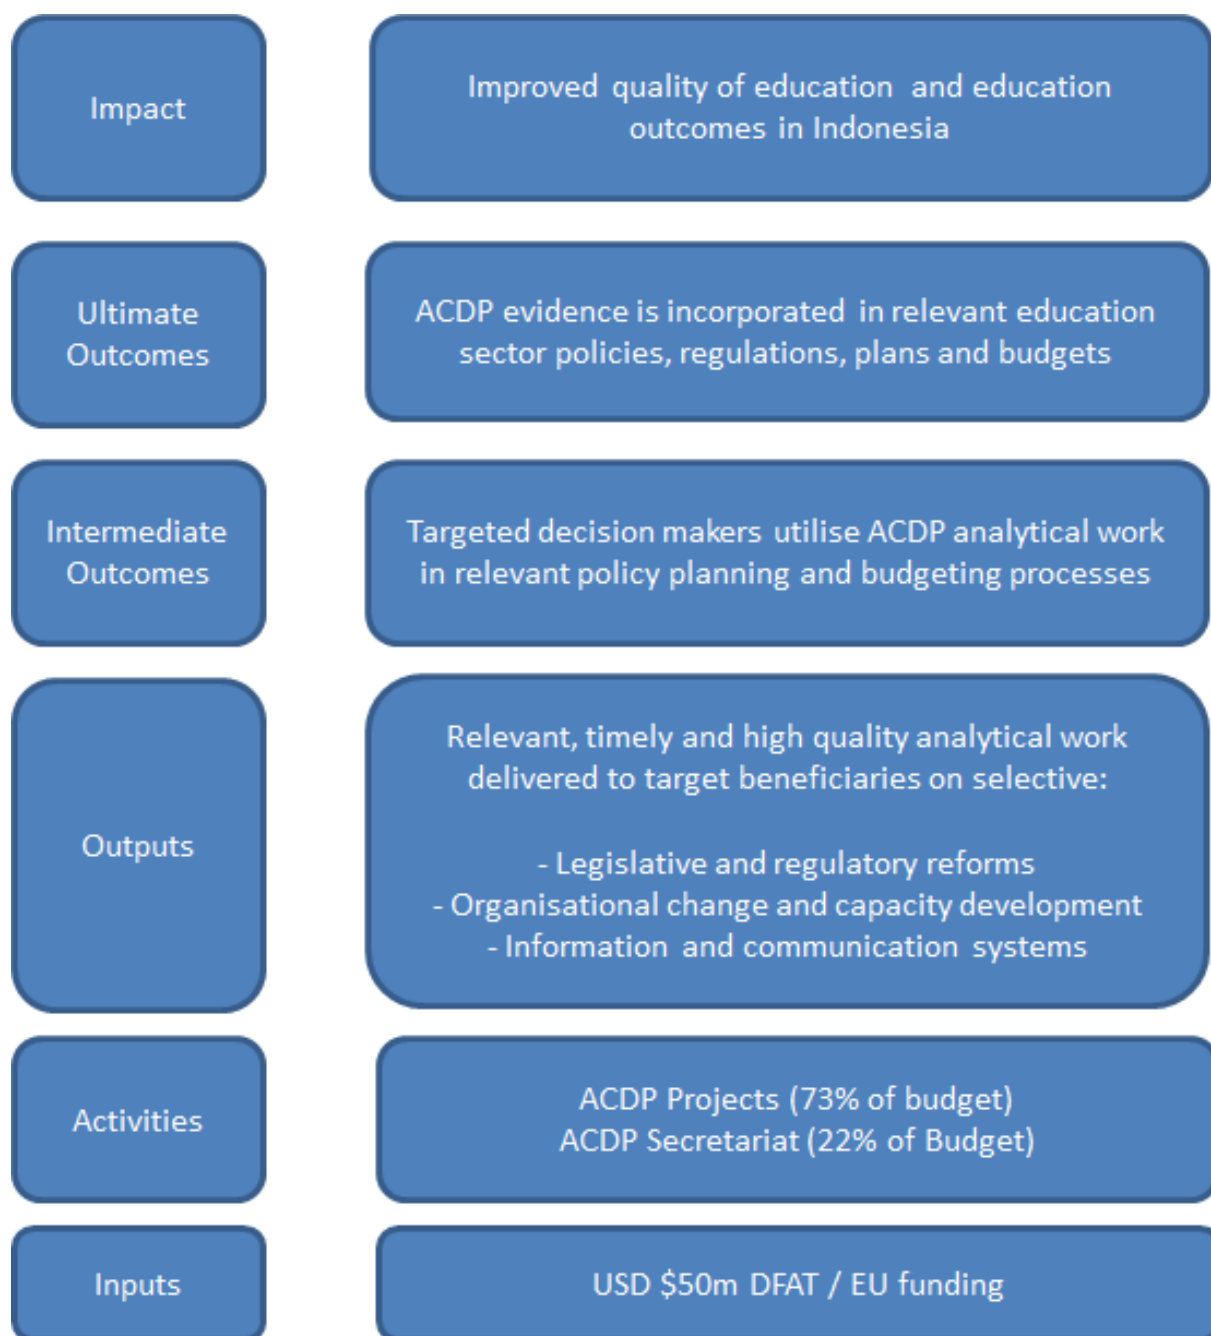 Impact
Improved quality of education and education
outcomes in Indonesia
Ultimate
Outcomes
ACDP evidence is incorporated in relevant education
sector policies, regulations, plans and budgets
Intermediate
Outcomes
Targeted decision makers utilise ACDP analytical work
in relevant policy planning and budgeting processes
Outputs
Relevant, timely and high quality analytical work
delivered to target beneficiaries on selective:
- Legislative and regulatory reforms
- Organisational change and capacity development
- Information and communication systems
Activities
ACDP Projects (73% of budget)
ACDP Secretariat (22% of Budget)
Inputs
USD $50m DFAT / EU funding